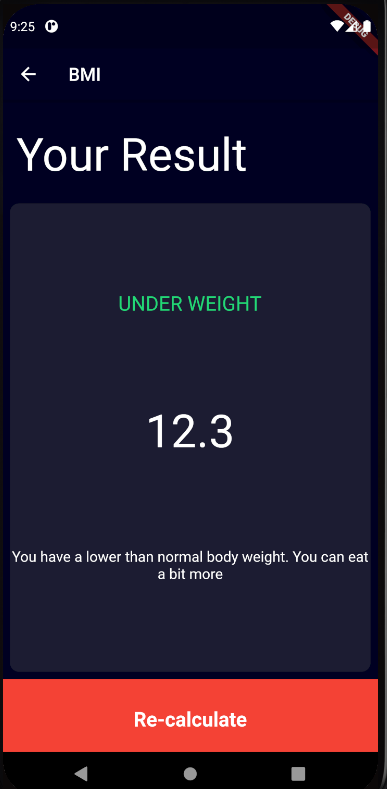 9:25
DEBUG
BMI
Your Result
UNDER WEIGHT
12.3
You have a lower than normal body weight. You can eat
a bit more
Re-calculate